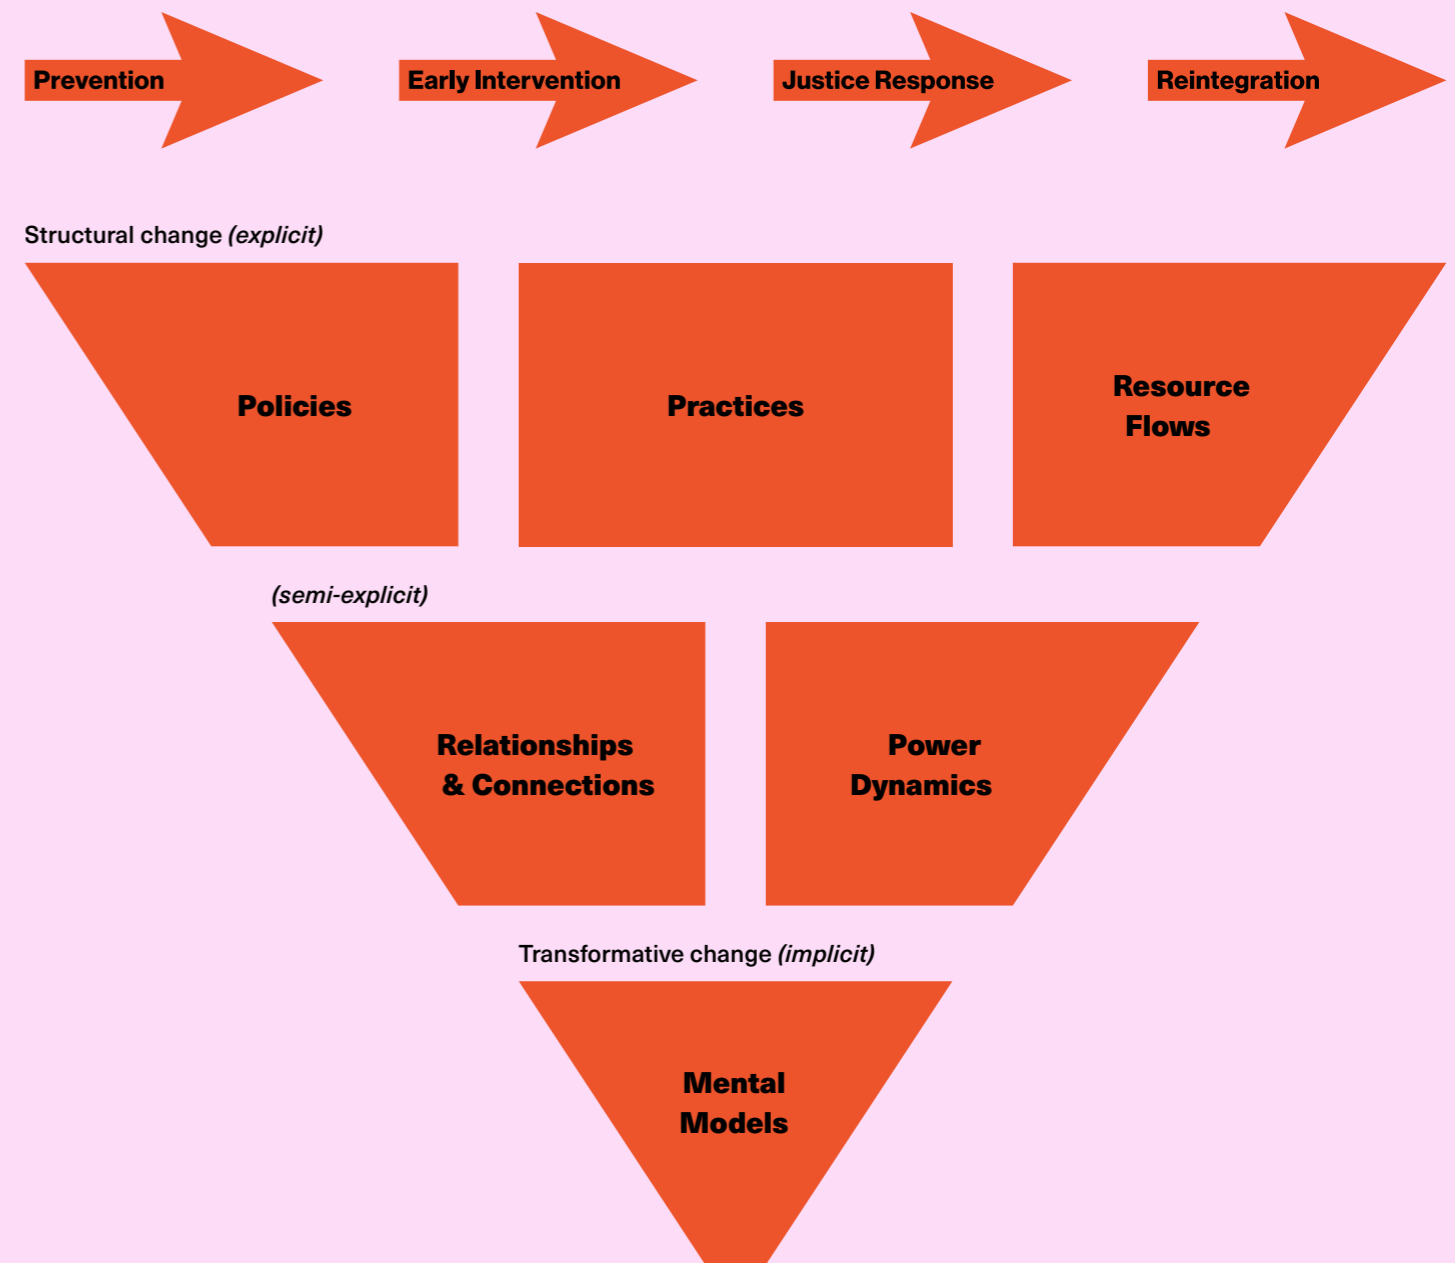 Prevention
Early Intervention
Justice Response
Reintegration
Structural change (explicit)
Policies
Practices
Resource
Flows
(semi-explicit)
Relationships
& Connections
Power
Dynamics
Transformative change (implicit)
Mental
Models